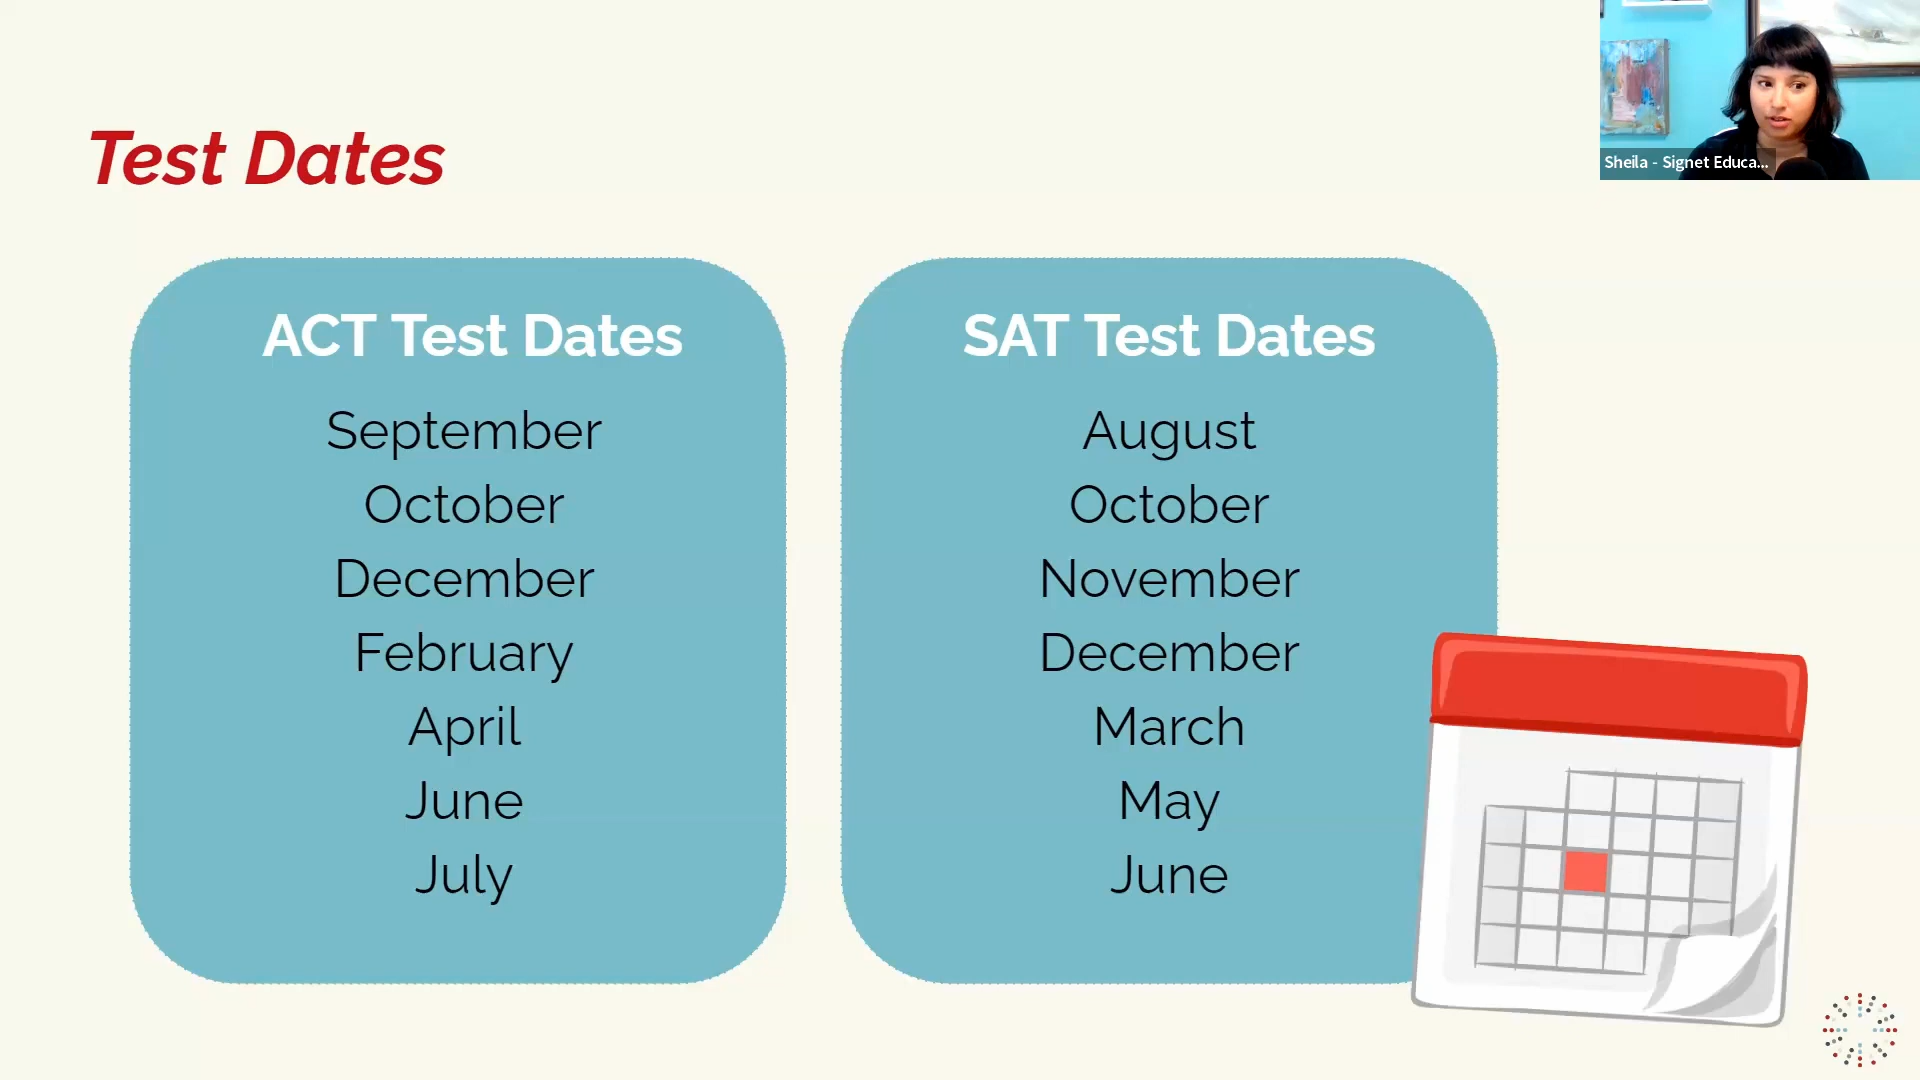 Test Dates
Sheila - Signet Educa...
ACT Test Dates
September
October
December
February
April
June
July
SAT Test Dates
August
October
November
December
March
May
June